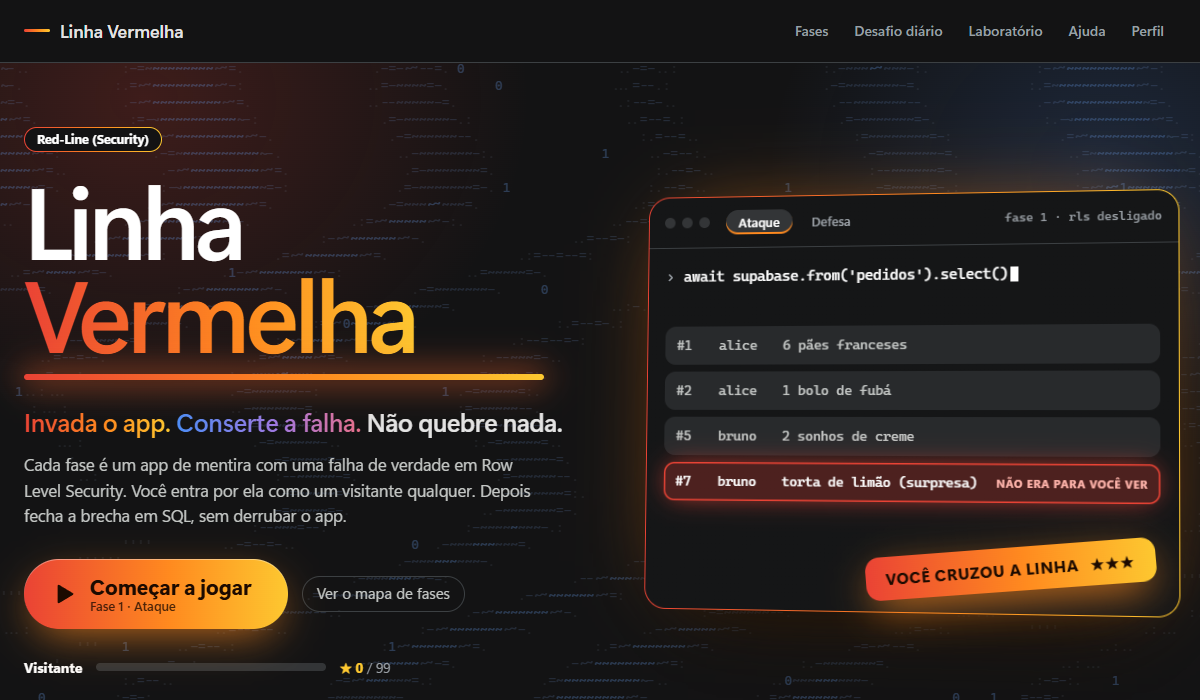 Linha Vermelha
Fases
Desafio diário
Laboratório
Ajuda
Perfil
Red-Line (Security)
Linha
Vermelha
Invada o app. Conserte a falha. Não quebre nada.
Cada fase é um app de mentira com uma falha de verdade em Row
Level Security. Você entra por ela como um visitante qualquer. Depois
fecha a brecha em SQL, sem derrubar o app.
Começar a jogar
Fase 1 · Ataque
Ver o mapa de fases
Visitante
★ 0 / 99
Ataque
Defesa
fase 1 · rls desligado
› await supabase.from('pedidos').select()
#1 alice 6 pães franceses
#2 alice 1 bolo de fubá
#5 bruno 2 sonhos de creme
#7 bruno torta de limão (surpresa) NÃO ERA PARA VOCÊ VER
VOCÊ CRUZOU A LINHA ★★★